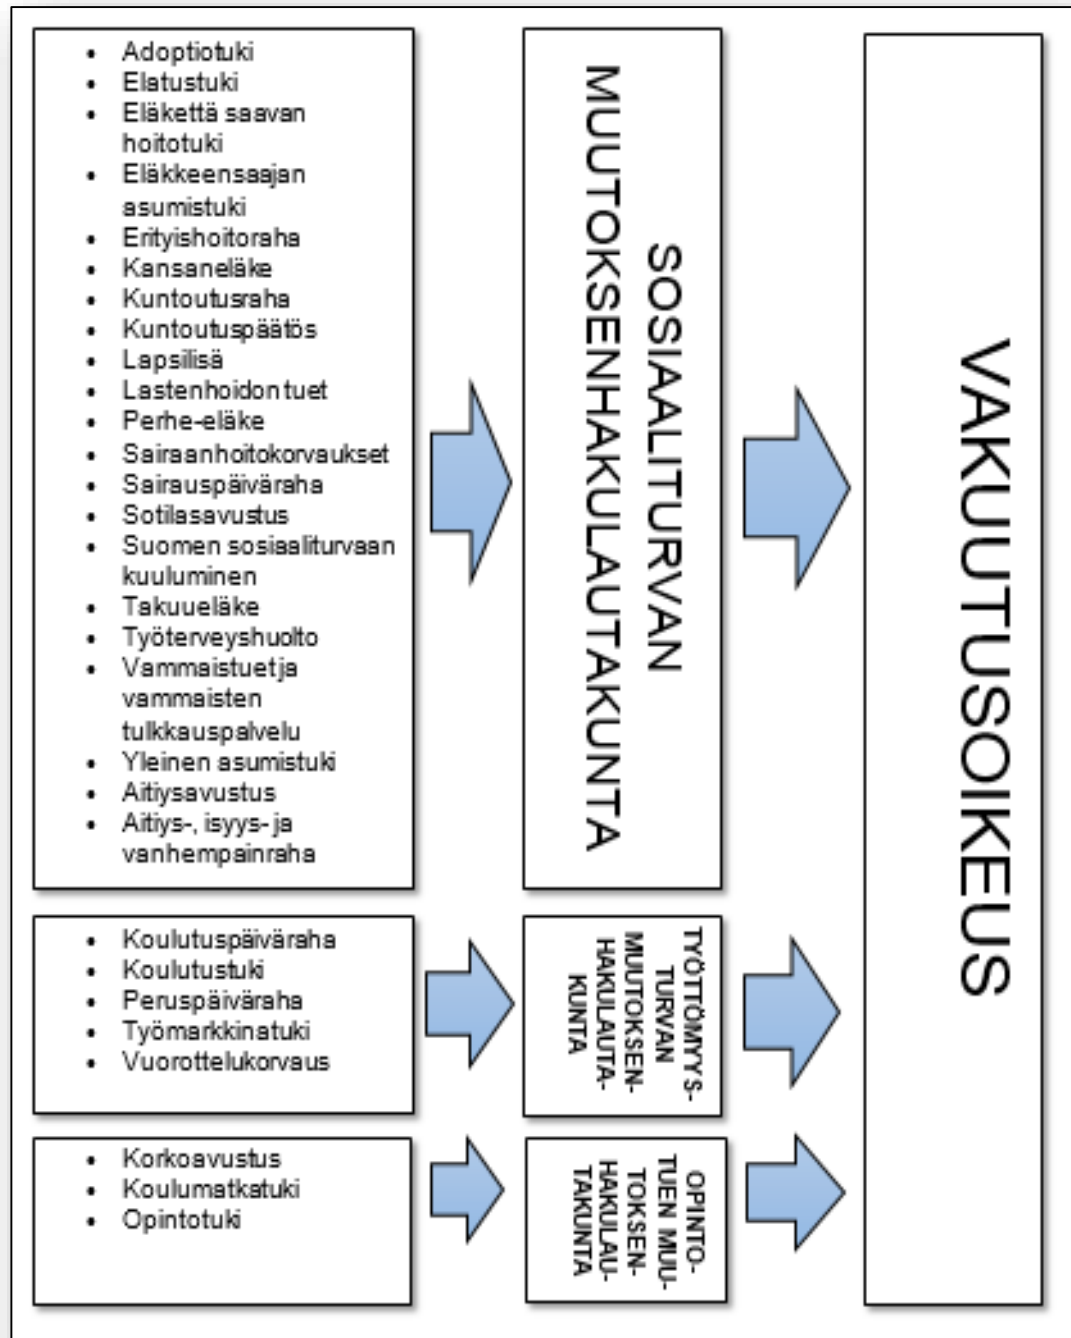 • Adoptiotuki
• Elatustuki
• Eläkettä saavan
hoitotuki
• Eläkkeensaajan
asumistuki
• Erityishoitoraha
• Kansaneläke
• Kuntoutusraha
• Kuntoutuspäätös
• Lapsilisä
• Lastenhoidon tuet
• Perhe-eläke
• Sairaanhoitokorvaukset
• Sairauspäiväraha
• Sotilasavustus
• Suomen sosiaaliturvaan
kuuluminen
• Takuueläke
• Työterveyshuolto
• Vammaistuet ja
vammaisten
tulkkauspalvelu
• Yleinen asumistuki
• Aitiysavustus
• Aitiys-, isyys- ja
vanhempainraha
SOSIAALITURVAN
MUUTOKSENHAKULAUTAKUNTA
• Koulutuspäiväraha
• Koulutustuki
• Peruspäiväraha
• Työmarkkinatuki
• Vuorottelukorvaus
TYÖTTÖMYYS-
TURVAN
MUUTOKSEN-
HAKULAUTA-
KUNTA
• Korkoavustus
• Koulumatkatuki
• Opintotuki
OPINTO-
TUEN MUU-
TOKSEN-
HAKULAU-
TAKUNTA
VAKUUTUSOIKEUS